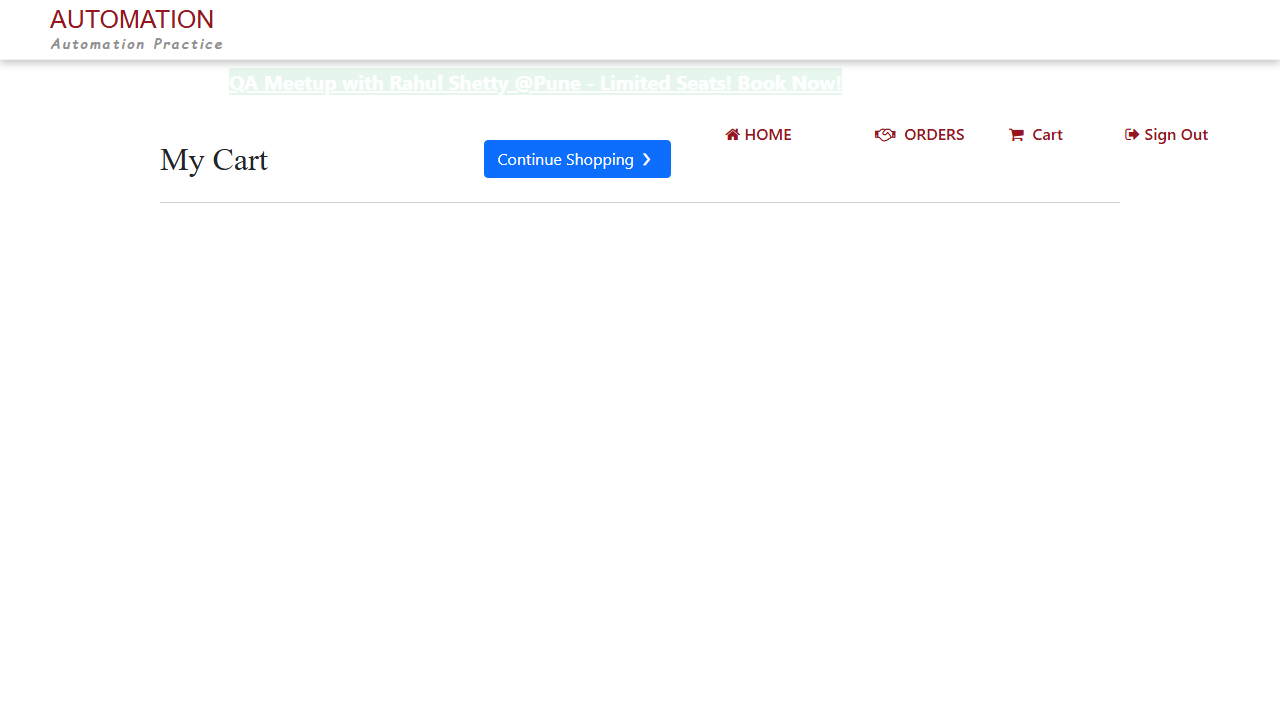 AUTOMATION
Automation Practice
QA Meetup with Rahul Shetty @Pune - Limited Seats! Book Now!
HOME
ORDERS
Cart
Sign Out
My Cart
Continue Shopping ❯